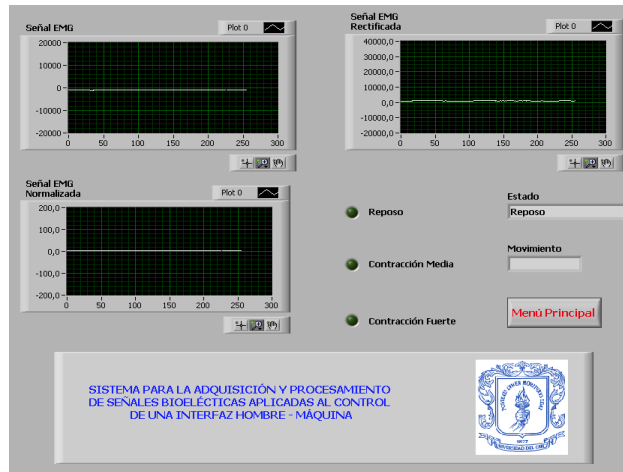 Señal EMG
Plot 0
20000
10000
0
-10000
-20000
0 50 100 150 200 250 300
Señal EMG
Rectificada
Plot 0
40000,0
30000,0
20000,0
10000,0
0,0
-10000,0
-20000,0
0 50 100 150 200 250 300
Señal EMG
Normalizada
Plot 0
200,0
100,0
0,0
-100,0
-200,0
0 50 100 150 200 250 300
Reposo
Contracción Media
Contracción Fuerte
Estado
Reposo
Movimiento
Menú Principal
SISTEMA PARA LA ADQUISICIÓN Y PROCESAMIENTO
DE SEÑALES BIOELÉCTICAS APLICADAS AL CONTROL
DE UNA INTERFAZ HOMBRE - MÁQUINA